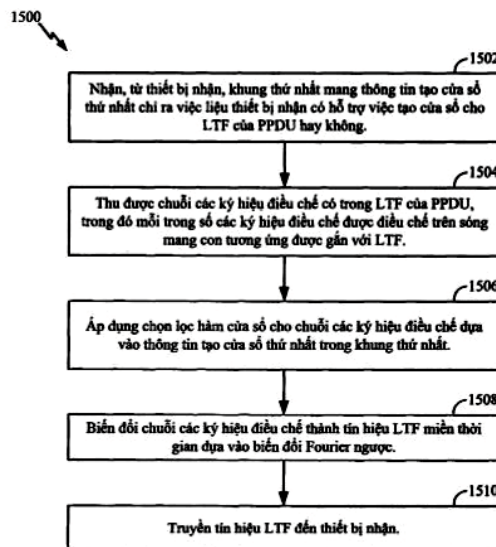 1500
1502
Nhận, từ thiết bị nhận, khung thứ nhất mang thông tin tạo cửa sổ
thứ nhất chỉ ra việc liệu thiết bị nhận có hỗ trợ việc tạo cửa sổ cho
LTF của PPDU hay không.
1504
Thu được chuỗi các ký hiệu điều chế có trong LTF của PPDU,
trong đó mỗi trong số các ký hiệu điều chế được điều chế trên sóng
mang con tương ứng được gắn với LTF.
1506
Áp dụng chọn lọc hàm cửa sổ cho chuỗi các ký hiệu điều chế dựa
vào thông tin tạo cửa sổ thứ nhất trong khung thứ nhất.
1508
Biến đổi chuỗi các ký hiệu điều chế thành tín hiệu LTF miền thời
gian dựa vào biến đổi Fourier ngược.
1510
Truyền tín hiệu LTF đến thiết bị nhận.